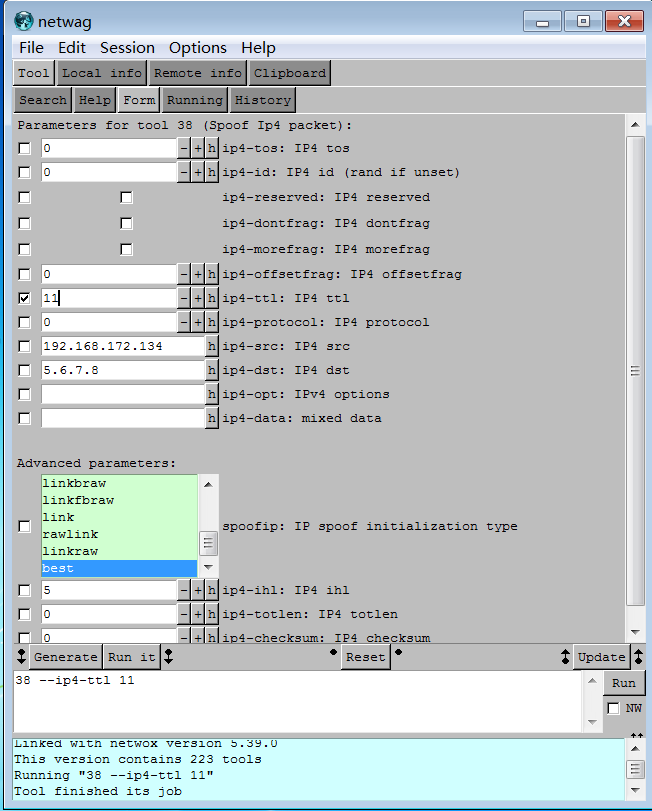 netwag
File Edit Session Options Help
Tool Local info Remote info Clipboard
Search Help Form Running History
Parameters for tool 38 (Spoof Ip4 packet):
0 - + h ip4-tos: IP4 tos
0 - + h ip4-id: IP4 id (rand if unset)
ip4-reserved: IP4 reserved
ip4-dontfrag: IP4 dontfrag
ip4-morefrag: IP4 morefrag
0 - + h ip4-offsetfrag: IP4 offsetfrag
11 - + h ip4-ttl: IP4 ttl
0 - + h ip4-protocol: IP4 protocol
192.168.172.134 h ip4-src: IP4 src
5.6.7.8 h ip4-dst: IP4 dst
h ip4-opt: IPv4 options
h ip4-data: mixed data
Advanced parameters:
linkbraw
linkfbraw
link
rawlink
linkraw
best
spoofip: IP spoof initialization type
5 - + h ip4-ihl: IP4 ihl
0 - + h ip4-totlen: IP4 totlen
0 - + h ip4-checksum: IP4 checksum
Generate Run it Reset Update
38 --ip4-ttl 11
Run
NW
Linked with netwox version 5.39.0
This version contains 223 tools
Running "38 --ip4-ttl 11"
Tool finished its job